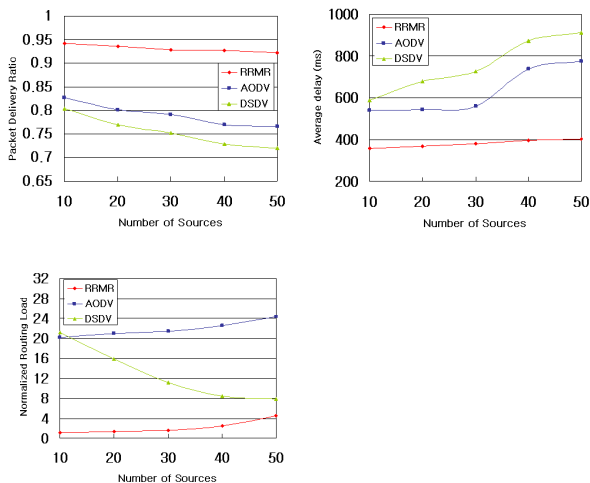 1
0.95
0.9
0.85
0.8
0.75
0.7
0.65
Packet Delivery Ratio
RRMR
AODV
DSDV
10 20 30 40 50
Number of Sources
1000
800
600
400
200
Average delay (ms)
RRMR
AODV
DSDV
10 20 30 40 50
Number of Sources
32
28
24
20
16
12
8
4
0
Normalized Routing Load
RRMR
AODV
DSDV
10 20 30 40 50
Number of Sources